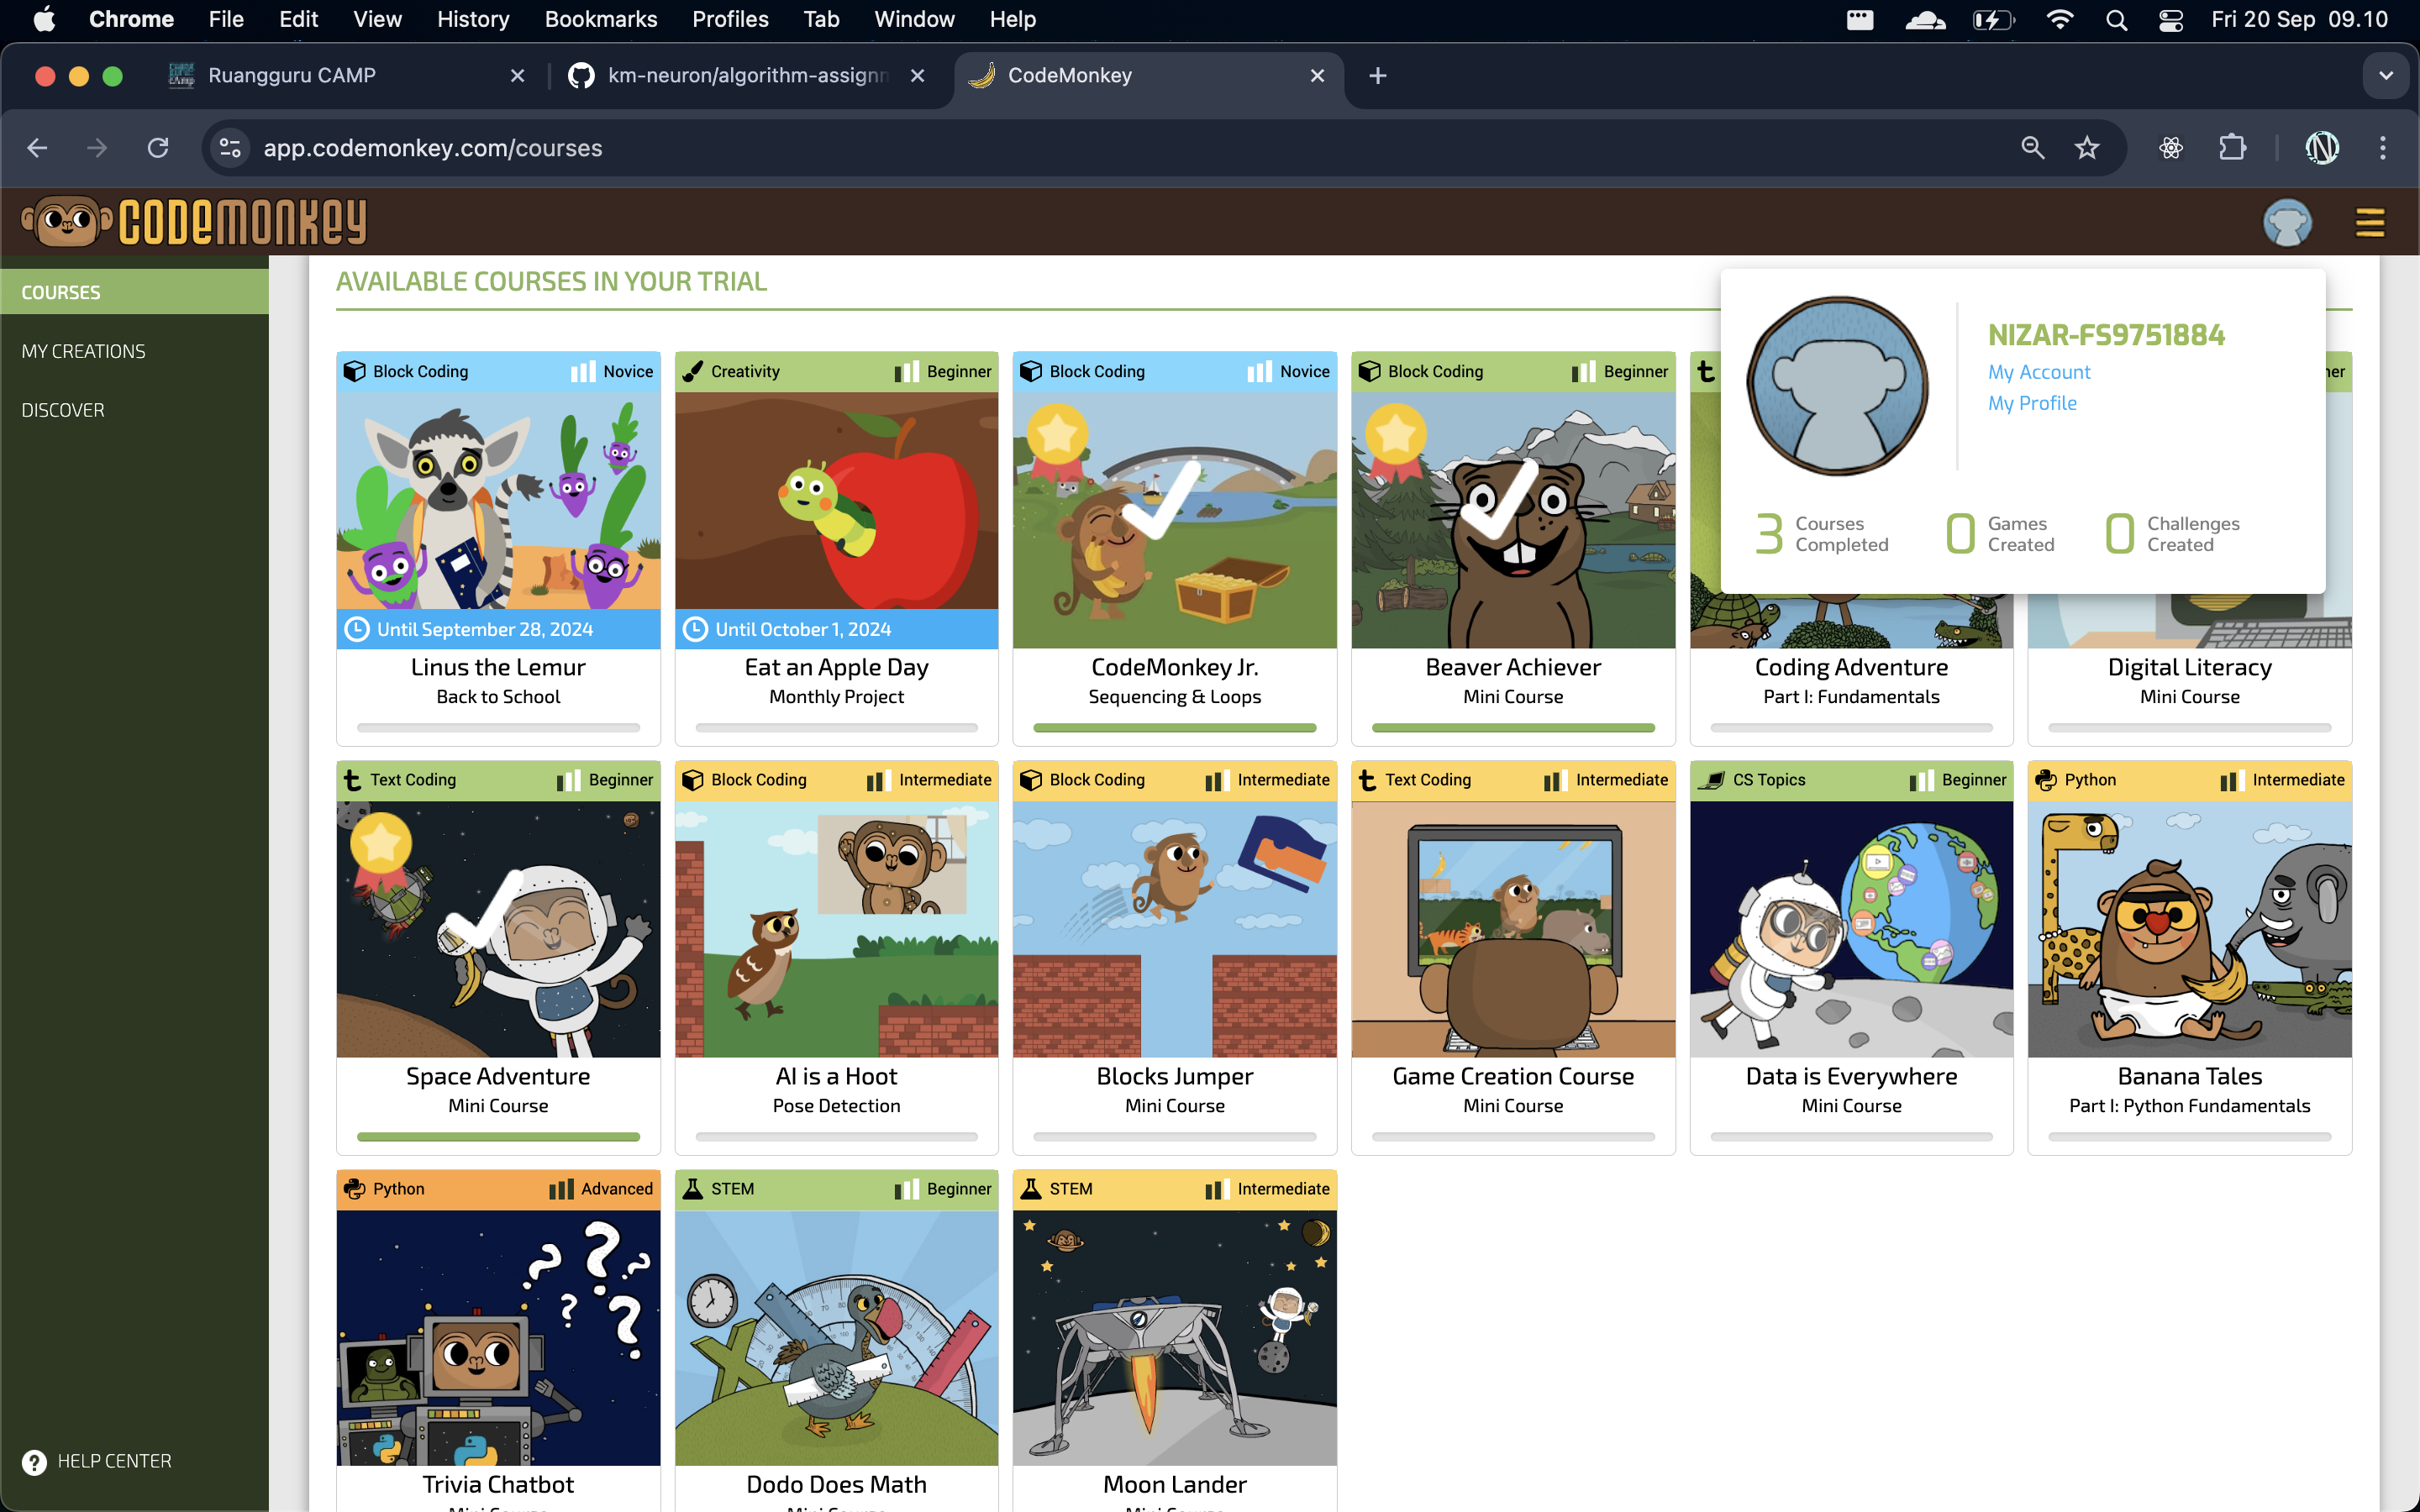 Chrome File Edit View History Bookmarks Profiles Tab Window Help Fri 20 Sep 09.10
Ruangguru CAMP km-neuron/algorithm-assignm CodeMonkey
app.codemonkey.com/courses
CODEMONKEY
COURSES
MY CREATIONS
DISCOVER
HELP CENTER
AVAILABLE COURSES IN YOUR TRIAL
NIZAR-FS9751884
My Account
My Profile
3 Courses Completed
0 Games Created
0 Challenges Created
Block Coding Novice
Until September 28, 2024
Linus the Lemur
Back to School
Creativity Beginner
Until October 1, 2024
Eat an Apple Day
Monthly Project
Block Coding Novice
CodeMonkey Jr.
Sequencing & Loops
Block Coding Beginner
Beaver Achiever
Mini Course
t
Coding Adventure
Part I: Fundamentals
ner
Digital Literacy
Mini Course
t Text Coding Beginner
Space Adventure
Mini Course
Block Coding Intermediate
AI is a Hoot
Pose Detection
Block Coding Intermediate
Blocks Jumper
Mini Course
t Text Coding Intermediate
Game Creation Course
Mini Course
CS Topics Beginner
Data is Everywhere
Mini Course
Python Intermediate
Banana Tales
Part I: Python Fundamentals
Python Advanced
Trivia Chatbot
Mini Course
STEM Beginner
Dodo Does Math
Mini Course
STEM Intermediate
Moon Lander
Mini Course